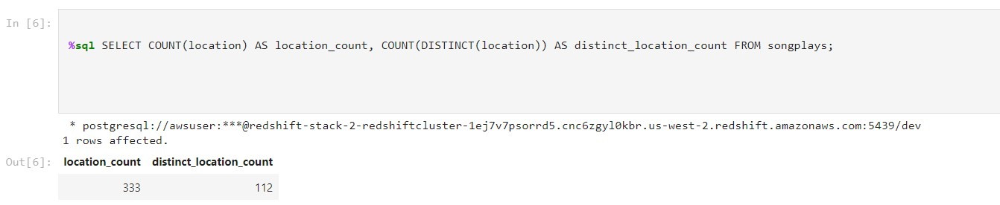 In [6]:
%sql SELECT COUNT(location) AS location_count, COUNT(DISTINCT(location)) AS distinct_location_count FROM songplays;
* postgresql://awsuser:***@redshift-stack-2-redshiftcluster-1ej7v7psorrd5.cnc6zgyl0kbr.us-west-2.redshift.amazonaws.com:5439/dev
1 rows affected.
Out[6]: location_count distinct_location_count
333 112